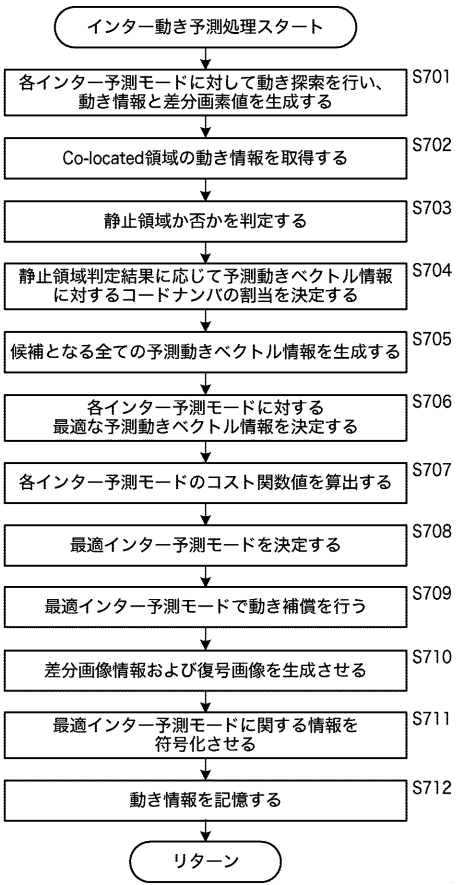 インター動き予測処理スタート
S701
各インター予測モードに対して動き探索を行い、
動き情報と差分画素値を生成する
S702
Co-located領域の動き情報を取得する
S703
静止領域か否かを判定する
S704
静止領域判定結果に応じて予測動きベクトル情報
に対するコードナンバの割当を決定する
S705
候補となる全ての予測動きベクトル情報を生成する
S706
各インター予測モードに対する
最適な予測動きベクトル情報を決定する
S707
各インター予測モードのコスト関数値を算出する
S708
最適インター予測モードを決定する
S709
最適インター予測モードで動き補償を行う
S710
差分画像情報および復号画像を生成させる
S711
最適インター予測モードに関する情報を
符号化させる
S712
動き情報を記憶する
リターン